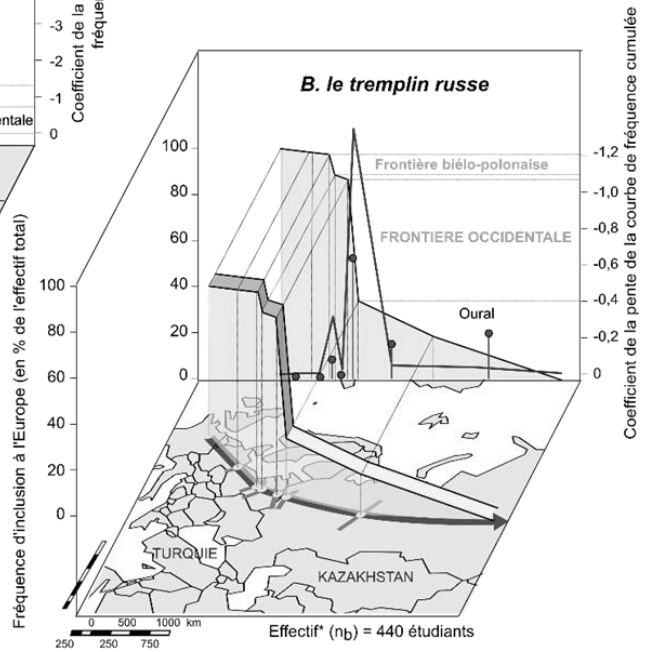 -3
-2
-1
0
entale
Coefficient de la
fréque
B. le tremplin russe
100
80
60
40
20
0
-1,2
-1,0
-0,8
-0,6
-0,4
-0,2
0
Coefficient de la pente de la courbe de fréquence cumulée
Frontière biélo-polonaise
FRONTIERE OCCIDENTALE
Oural
Fréquence d'inclusion à l'Europe (en % de l'effectif total)
100
80
60
40
20
0
TURQUIE
KAZAKHSTAN
0 500 1000 km
250 250 750
Effectif* (nb) = 440 étudiants